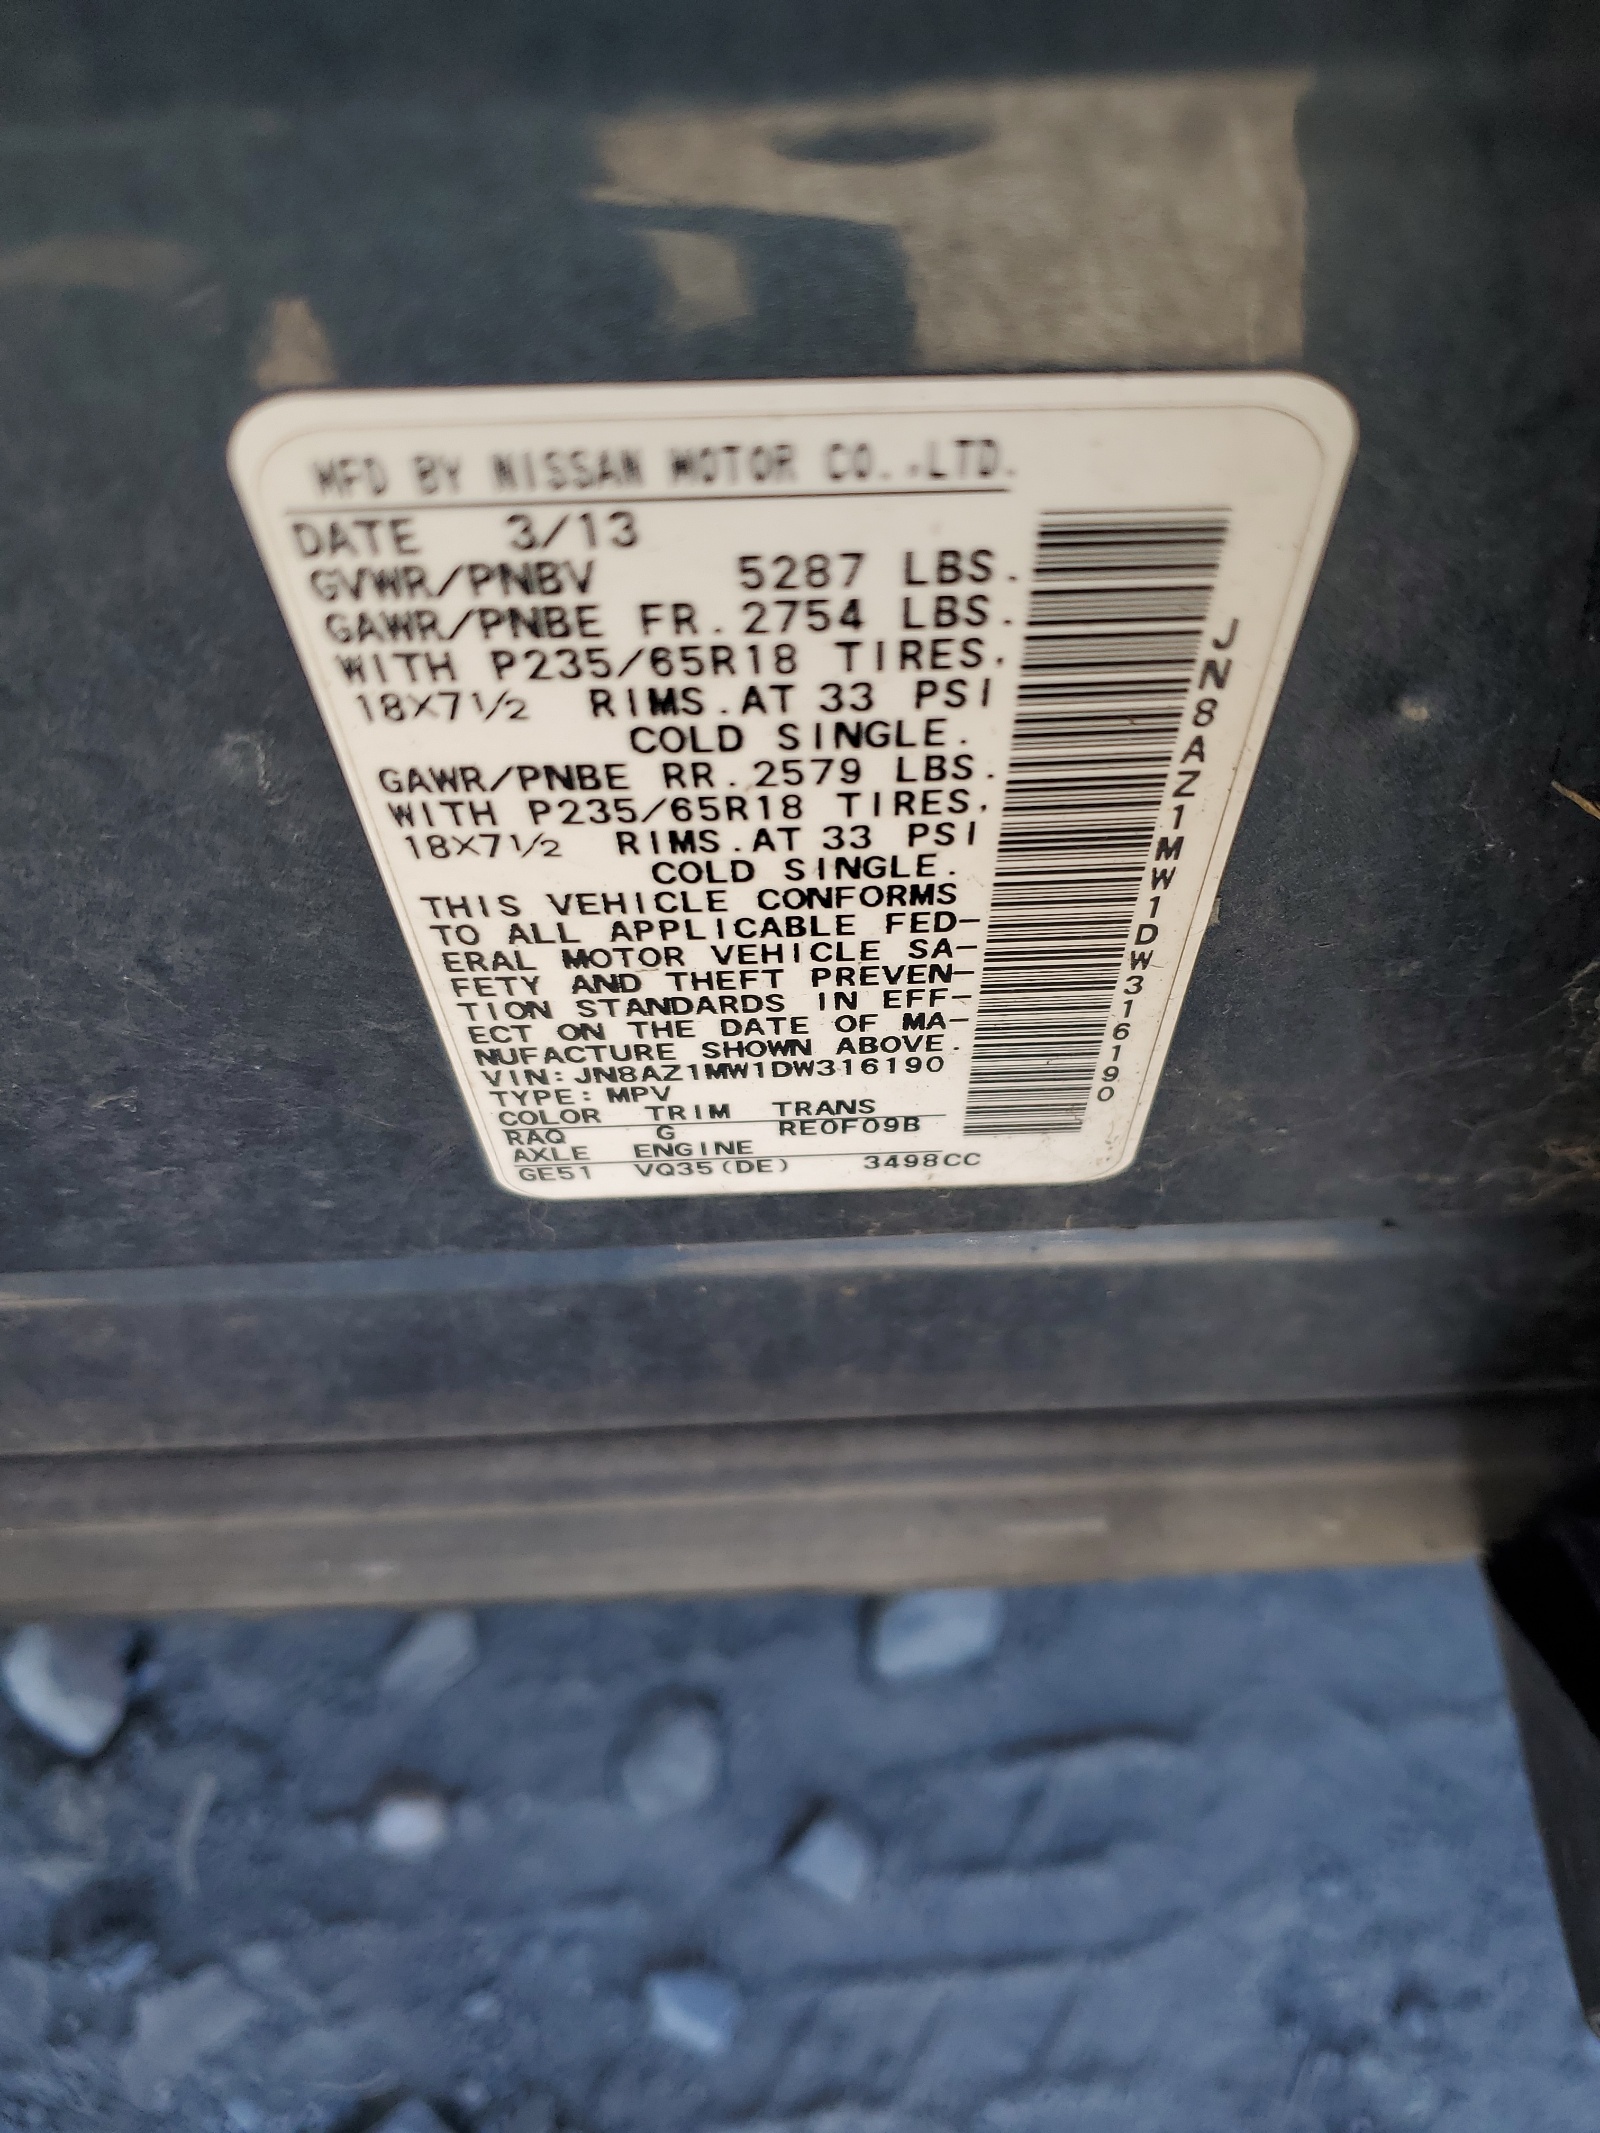 MFD BY NISSAN MOTOR CO.,LTD.
DATE 3/13
GVWR/PNBV 5287 LBS.
GAWR/PNBE FR. 2754 LBS.
WITH P235/65R18 TIRES.
18X7 1/2 RIMS. AT 33 PSI
COLD SINGLE.
GAWR/PNBE RR. 2579 LBS.
WITH P235/65R18 TIRES.
18X7 1/2 RIMS. AT 33 PSI
COLD SINGLE.
THIS VEHICLE CONFORMS
TO ALL APPLICABLE FED-
ERAL MOTOR VEHICLE SA-
FETY AND THEFT PREVEN-
TION STANDARDS IN EFF-
ECT ON THE DATE OF MA-
NUFACTURE SHOWN ABOVE.
VIN: JN8AZ1MW1DW316190
TYPE: MPV
COLOR TRIM TRANS
RAQ G RE0F09B
AXLE ENGINE
GE51 VQ35(DE) 3498CC
JN8AZ1MW1DW316190